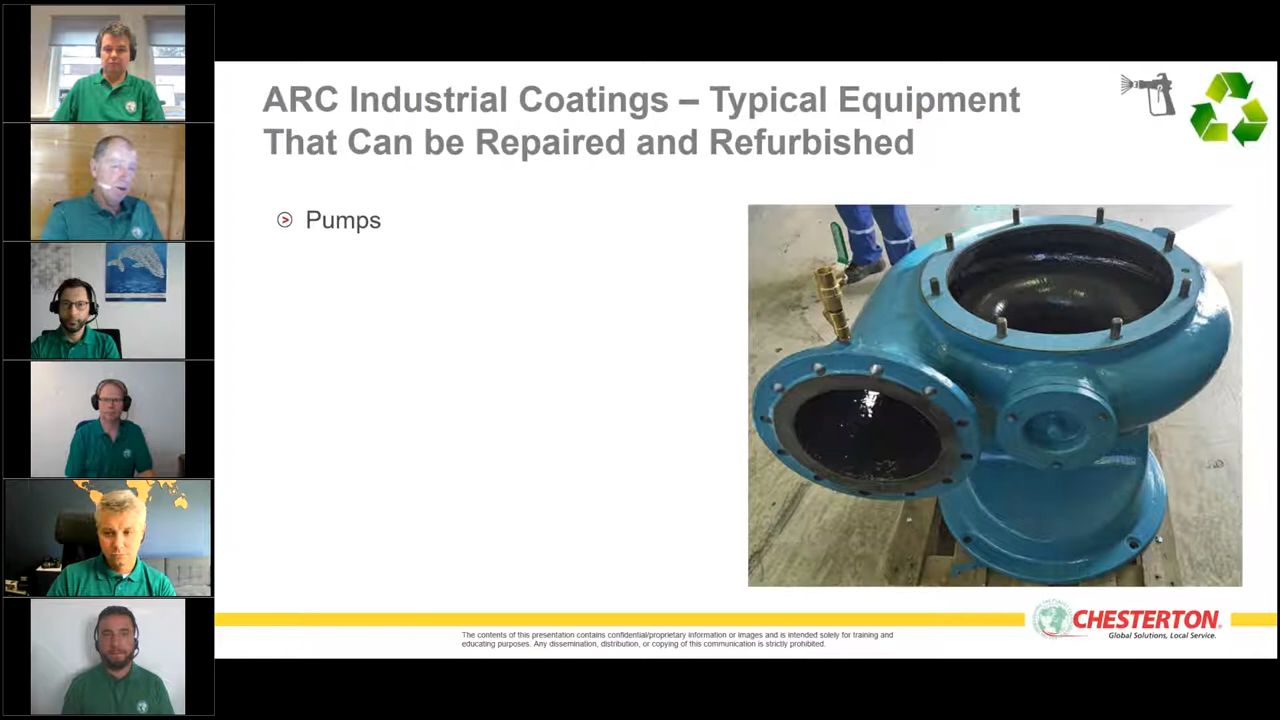 ARC Industrial Coatings – Typical Equipment
That Can be Repaired and Refurbished
Pumps
The contents of this presentation contains confidential/proprietary information or images and is intended solely for training and
educating purposes. Any dissemination, distribution, or copying of this communication is strictly prohibited.
CHESTERTON®
Global Solutions, Local Service.